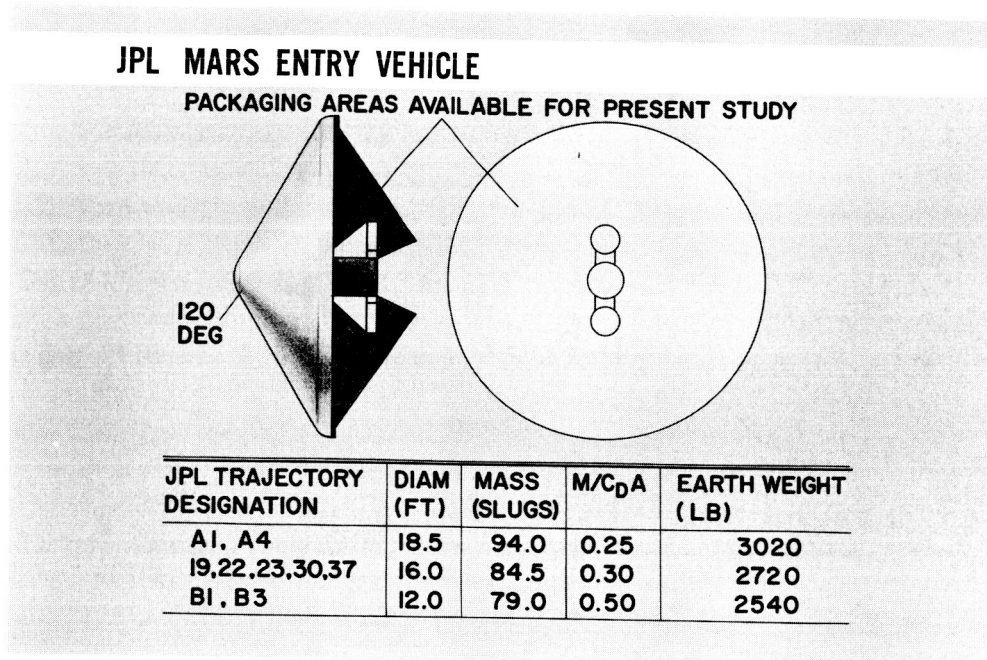 JPL MARS ENTRY VEHICLE
PACKAGING AREAS AVAILABLE FOR PRESENT STUDY
120
DEG
JPL TRAJECTORY DESIGNATION | DIAM (FT) | MASS (SLUGS) | M/CDA | EARTH WEIGHT (LB)
A1, A4 18.5 94.0 0.25 3020
19,22,23,30,37 16.0 84.5 0.30 2720
B1, B3 12.0 79.0 0.50 2540